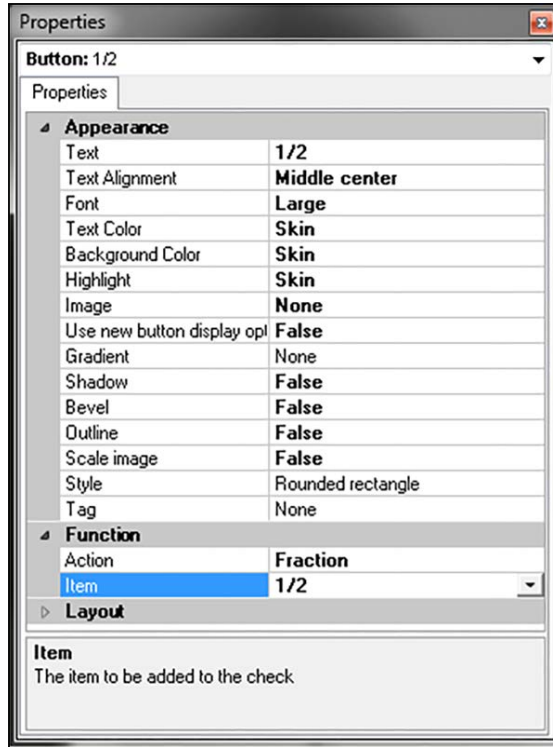 Properties
Button: 1/2
Properties
Appearance
Text 1/2
Text Alignment Middle center
Font Large
Text Color Skin
Background Color Skin
Highlight Skin
Image None
Use new button display opt False
Gradient None
Shadow False
Bevel False
Outline False
Scale image False
Style Rounded rectangle
Tag None
Function
Action Fraction
Item 1/2
Layout
Item
The item to be added to the check